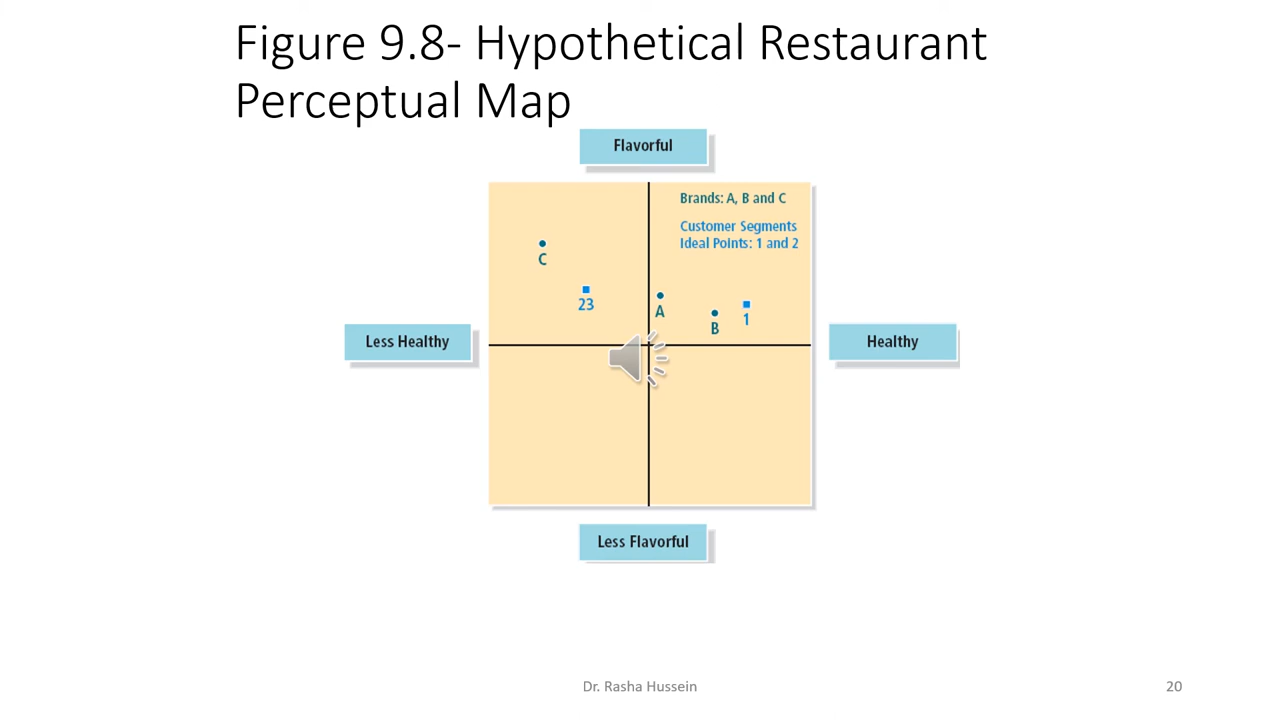 Figure 9.8- Hypothetical Restaurant
Perceptual Map
Flavorful
Brands: A, B and C
Customer Segments
Ideal Points: 1 and 2
C
23
A
B
1
Less Healthy
Healthy
Less Flavorful
Dr. Rasha Hussein
20